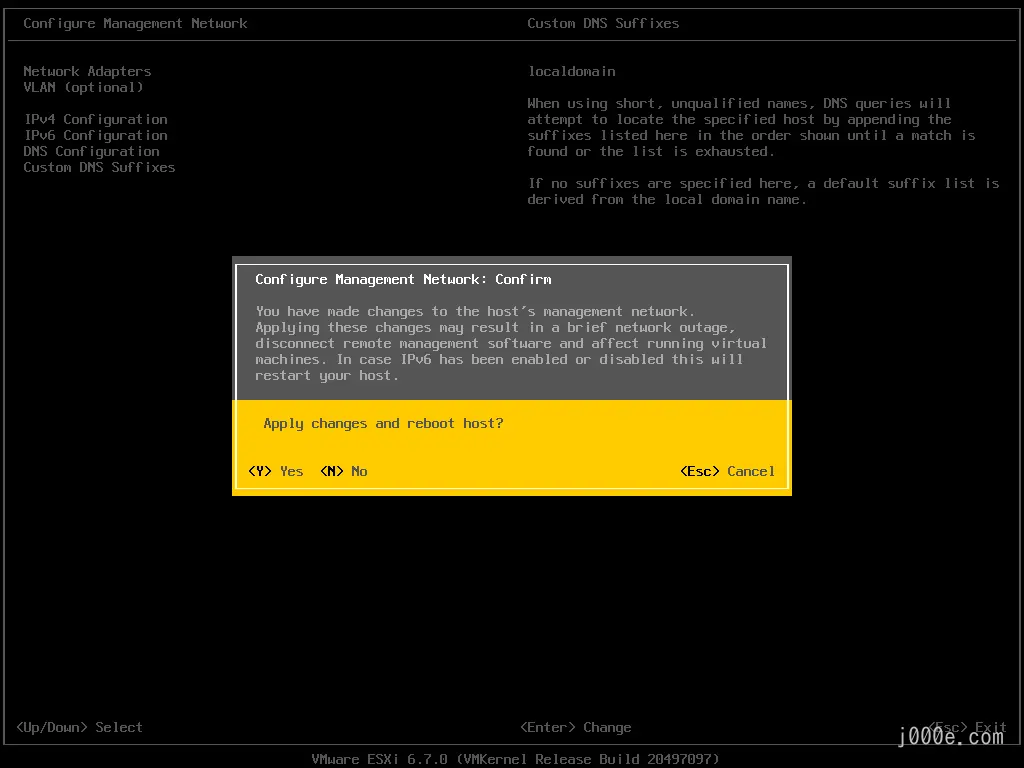 Configure Management Network
Custom DNS Suffixes
Network Adapters
VLAN (optional)
IPv4 Configuration
IPv6 Configuration
DNS Configuration
Custom DNS Suffixes
localdomain
When using short, unqualified names, DNS queries will
attempt to locate the specified host by appending the
suffixes listed here in the order shown until a match is
found or the list is exhausted.
If no suffixes are specified here, a default suffix list is
derived from the local domain name.
Configure Management Network: Confirm
You have made changes to the host's management network.
Applying these changes may result in a brief network outage,
disconnect remote management software and affect running virtual
machines. In case IPv6 has been enabled or disabled this will
restart your host.
Apply changes and reboot host?
<Y> Yes <N> No <Esc> Cancel
<Up/Down> Select <Enter> Change <Esc> Exit
j000e.com
VMware ESXi 6.7.0 (VMKernel Release Build 20497097)